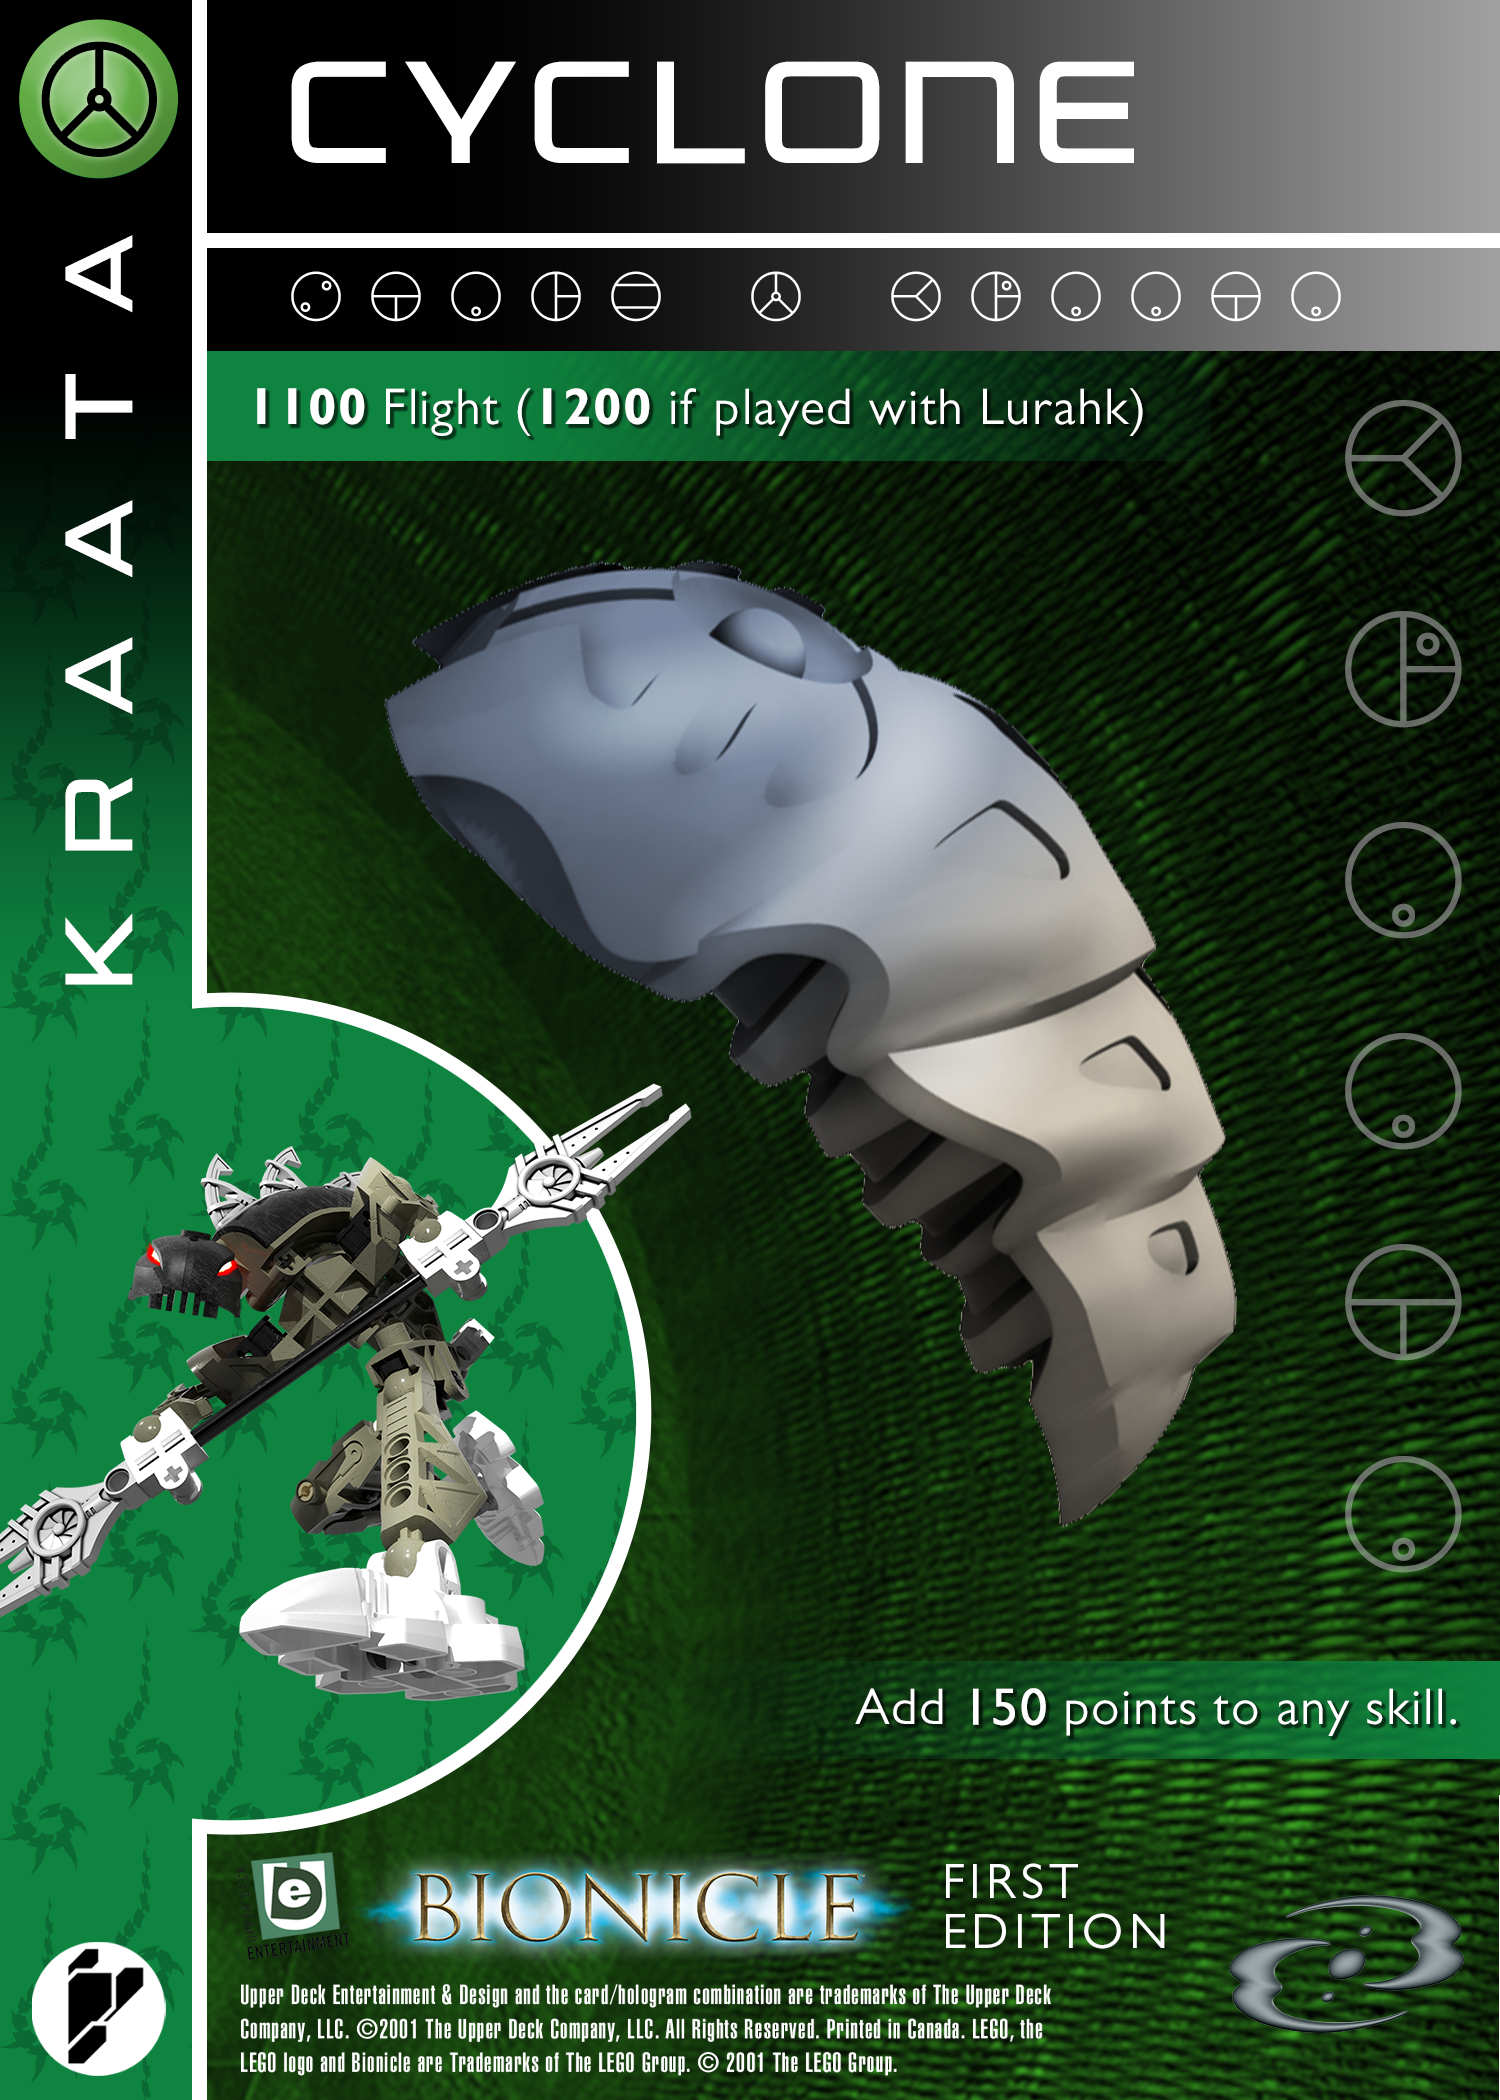 CYCLONE
KRAATA
1100 Flight (1200 if played with Lurahk)
Add 150 points to any skill.
e
ENTERTAINMENT
BIONICLE
FIRST
EDITION
Upper Deck Entertainment & Design and the card/hologram combination are trademarks of The Upper Deck
Company, LLC. ©2001 The Upper Deck Company, LLC. All Rights Reserved. Printed in Canada. LEGO, the
LEGO logo and Bionicle are Trademarks of The LEGO Group. © 2001 The LEGO Group.